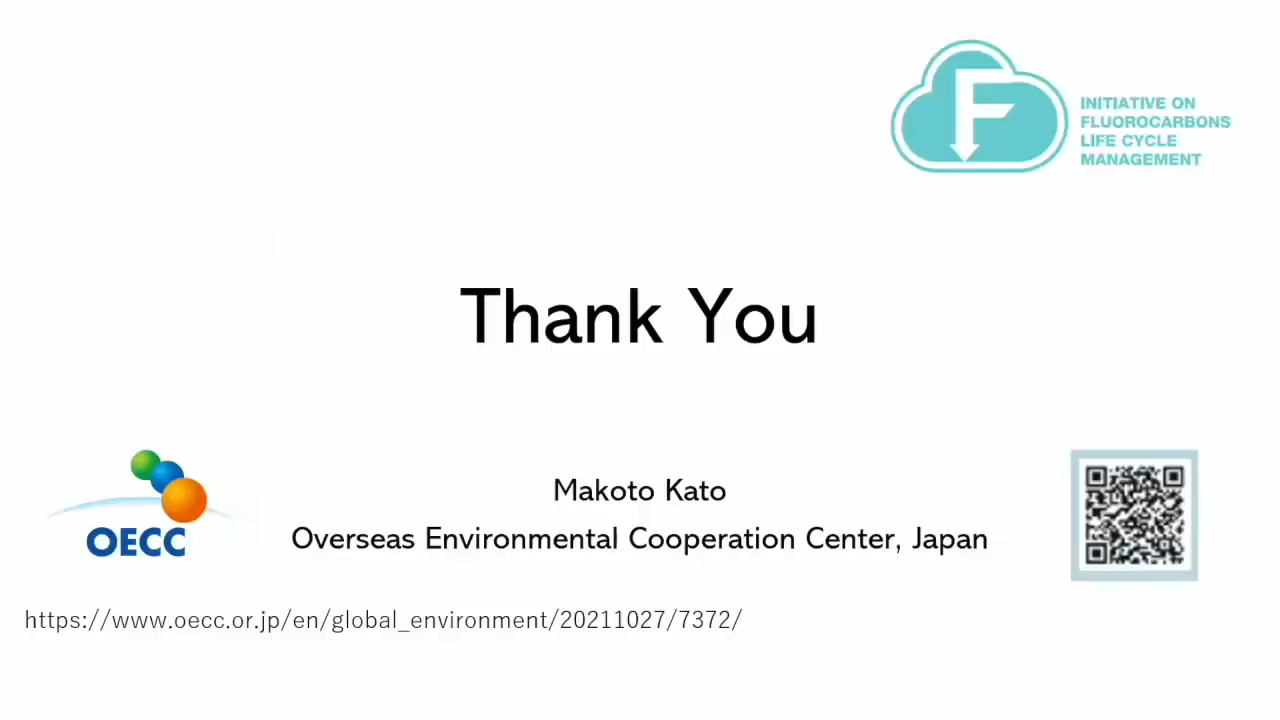 F
INITIATIVE ON
FLUOROCARBONS
LIFE CYCLE
MANAGEMENT
Thank You
OECC
Makoto Kato
Overseas Environmental Cooperation Center, Japan
https://www.oecc.or.jp/en/global_environment/20211027/7372/